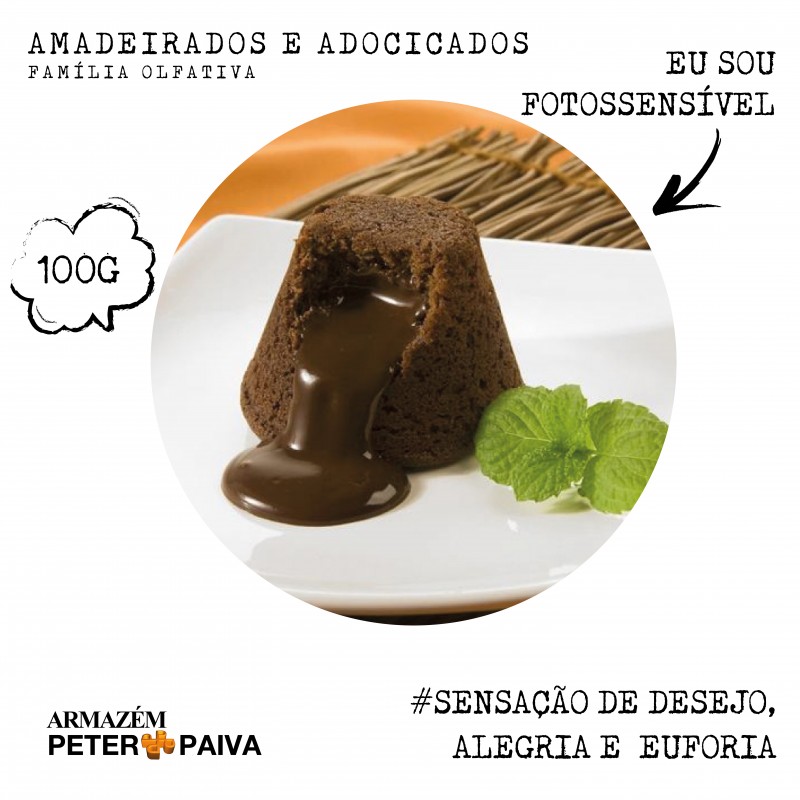 AMADEIRADOS E ADOCICADOS
FAMÍLIA OLFATIVA
EU SOU
FOTOSSENSÍVEL
100G
#SENSAÇÃO DE DESEJO,
ALEGRIA E EUFORIA
ARMAZÉM
PETER PAIVA